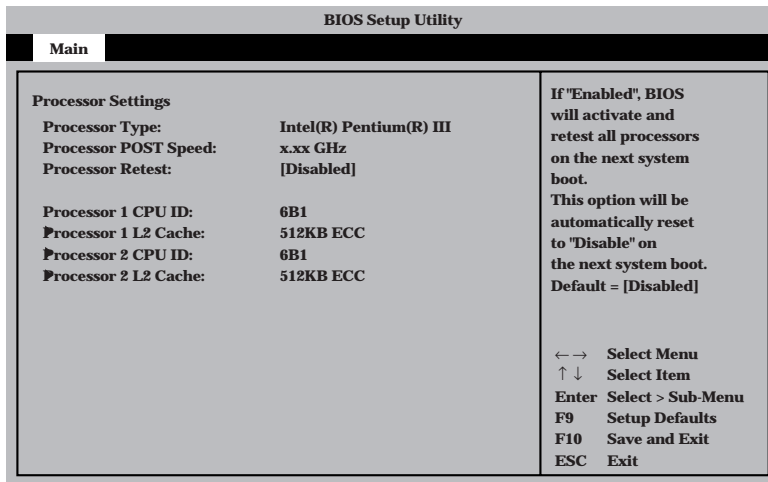 BIOS Setup Utility
Main
Processor Settings
Processor Type: Intel(R) Pentium(R) III
Processor POST Speed: x.xx GHz
Processor Retest: [Disabled]
Processor 1 CPU ID: 6B1
Processor 1 L2 Cache: 512KB ECC
Processor 2 CPU ID: 6B1
Processor 2 L2 Cache: 512KB ECC
If "Enabled", BIOS
will activate and
retest all processors
on the next system
boot.
This option will be
automatically reset
to "Disable" on
the next system boot.
Default = [Disabled]
←→ Select Menu
↑↓ Select Item
Enter Select > Sub-Menu
F9 Setup Defaults
F10 Save and Exit
ESC Exit